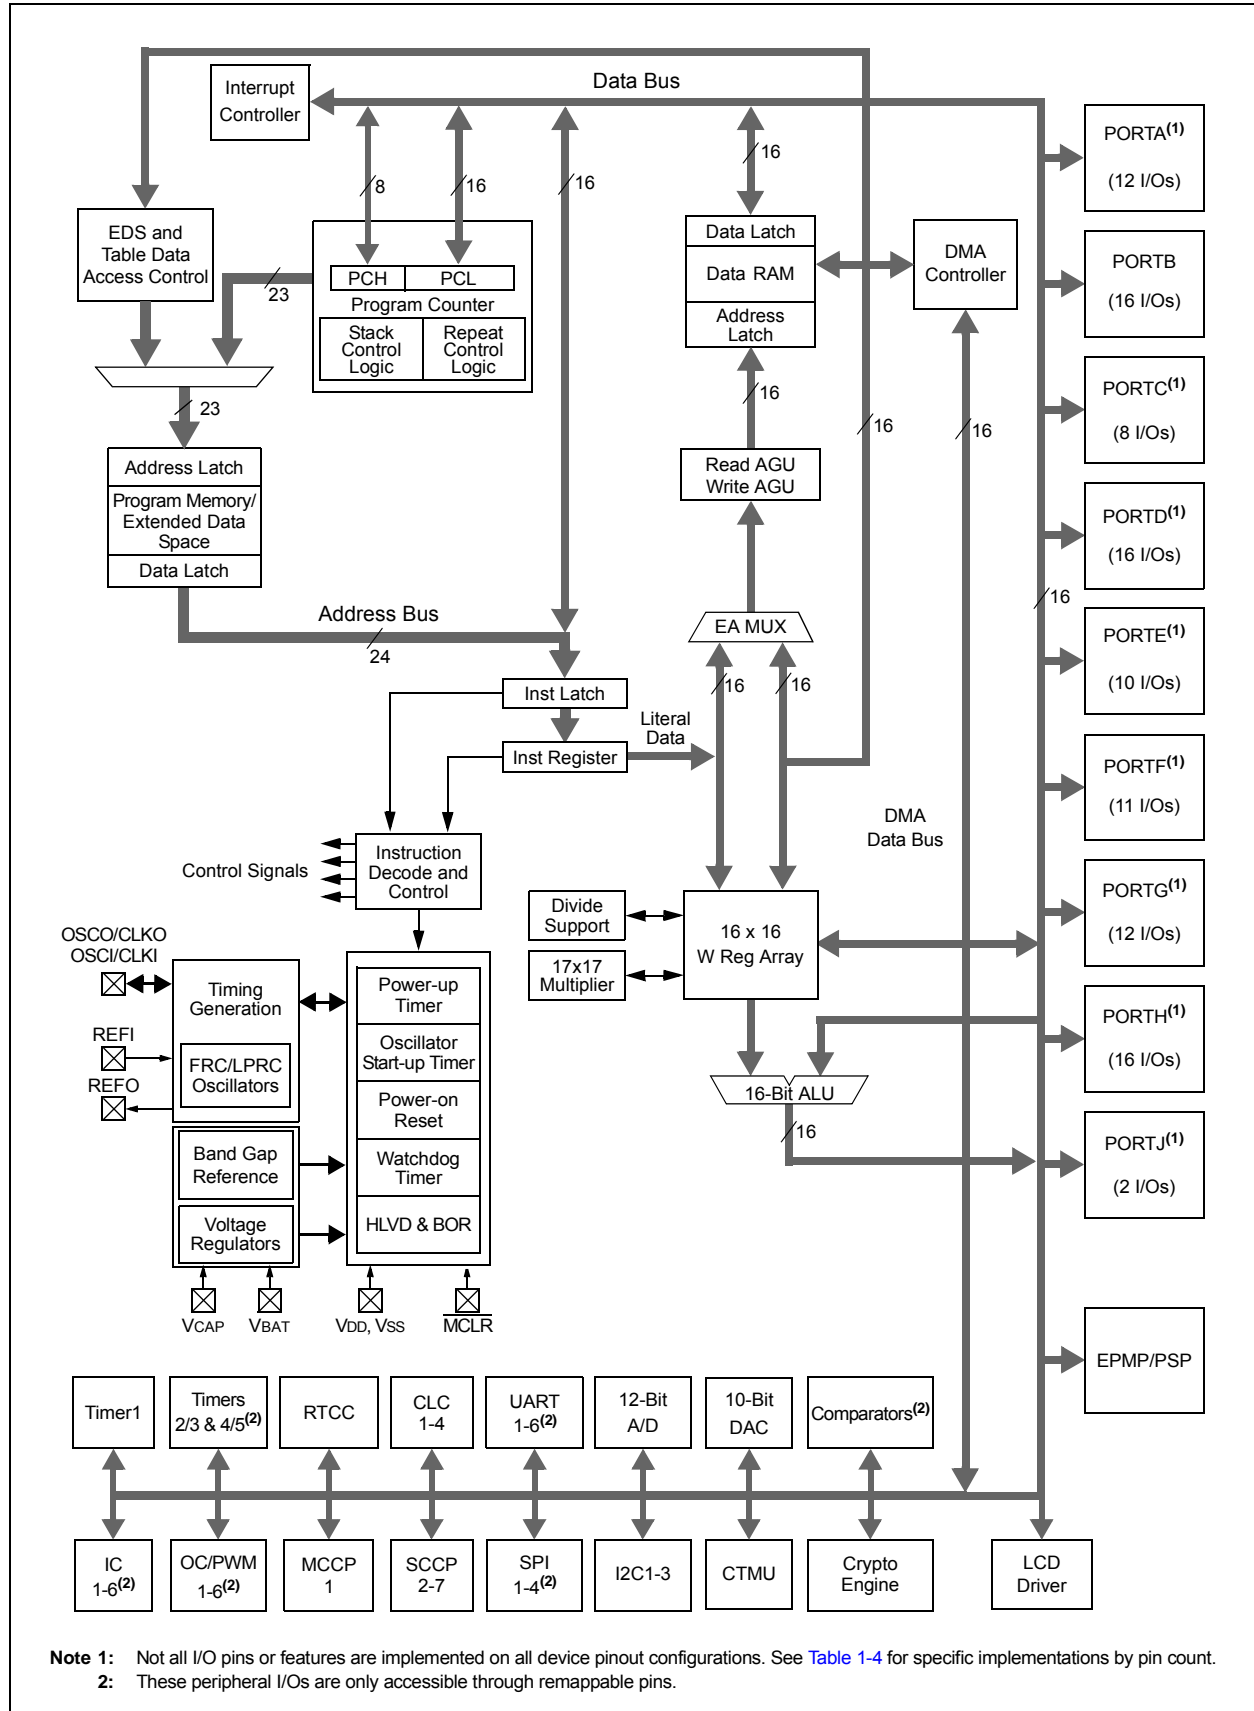 Data Bus
Interrupt
Controller
8
16
16
16
EDS and
Table Data
Access Control
23
PCH
PCL
Program Counter
Stack
Control
Logic
Repeat
Control
Logic
23
Data Latch
Data RAM
Address
Latch
DMA
Controller
16
16
16
Address Latch
Program Memory/
Extended Data
Space
Data Latch
Read AGU
Write AGU
Address Bus
24
EA MUX
16
16
Inst Latch
Inst Register
Literal
Data
DMA
Data Bus
16
Control Signals
Instruction
Decode and
Control
Divide
Support
17x17
Multiplier
16 x 16
W Reg Array
16-Bit ALU
16
OSCO/CLKO
OSCI/CLKI
REFI
REFO
Timing
Generation
FRC/LPRC
Oscillators
Power-up
Timer
Oscillator
Start-up Timer
Power-on
Reset
Watchdog
Timer
HLVD & BOR
Band Gap
Reference
Voltage
Regulators
VCAP
VBAT
VDD, VSS
MCLR
PORTA(1)
(12 I/Os)
PORTB
(16 I/Os)
PORTC(1)
(8 I/Os)
PORTD(1)
(16 I/Os)
PORTE(1)
(10 I/Os)
PORTF(1)
(11 I/Os)
PORTG(1)
(12 I/Os)
PORTH(1)
(16 I/Os)
PORTJ(1)
(2 I/Os)
EPMP/PSP
Timer1
Timers
2/3 & 4/5(2)
RTCC
CLC
1-4
UART
1-6(2)
12-Bit
A/D
10-Bit
DAC
Comparators(2)
IC
1-6(2)
OC/PWM
1-6(2)
MCCP
1
SCCP
2-7
SPI
1-4(2)
I2C1-3
CTMU
Crypto
Engine
LCD
Driver
Note 1: Not all I/O pins or features are implemented on all device pinout configurations. See Table 1-4 for specific implementations by pin count.
2: These peripheral I/Os are only accessible through remappable pins.